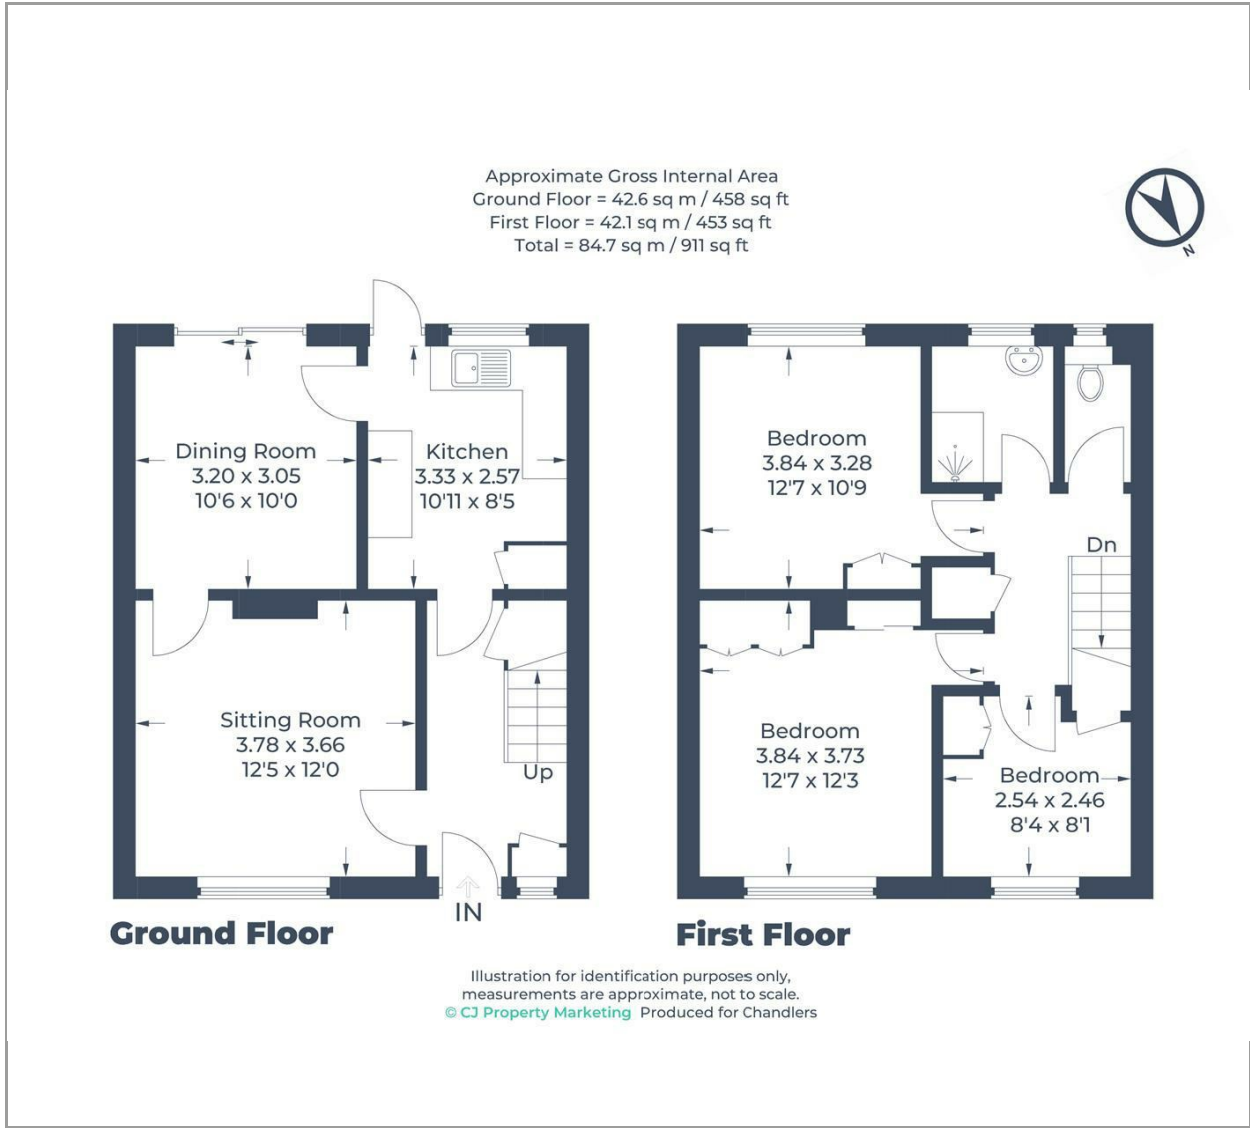 Approximate Gross Internal Area
Ground Floor = 42.6 sq m / 458 sq ft
First Floor = 42.1 sq m / 453 sq ft
Total = 84.7 sq m / 911 sq ft
N
Dining Room
3.20 x 3.05
10'6 x 10'0
Kitchen
3.33 x 2.57
10'11 x 8'5
Sitting Room
3.78 x 3.66
12'5 x 12'0
Up
IN
Ground Floor
Bedroom
3.84 x 3.28
12'7 x 10'9
Dn
Bedroom
3.84 x 3.73
12'7 x 12'3
Bedroom
2.54 x 2.46
8'4 x 8'1
First Floor
Illustration for identification purposes only,
measurements are approximate, not to scale.
© CJ Property Marketing Produced for Chandlers